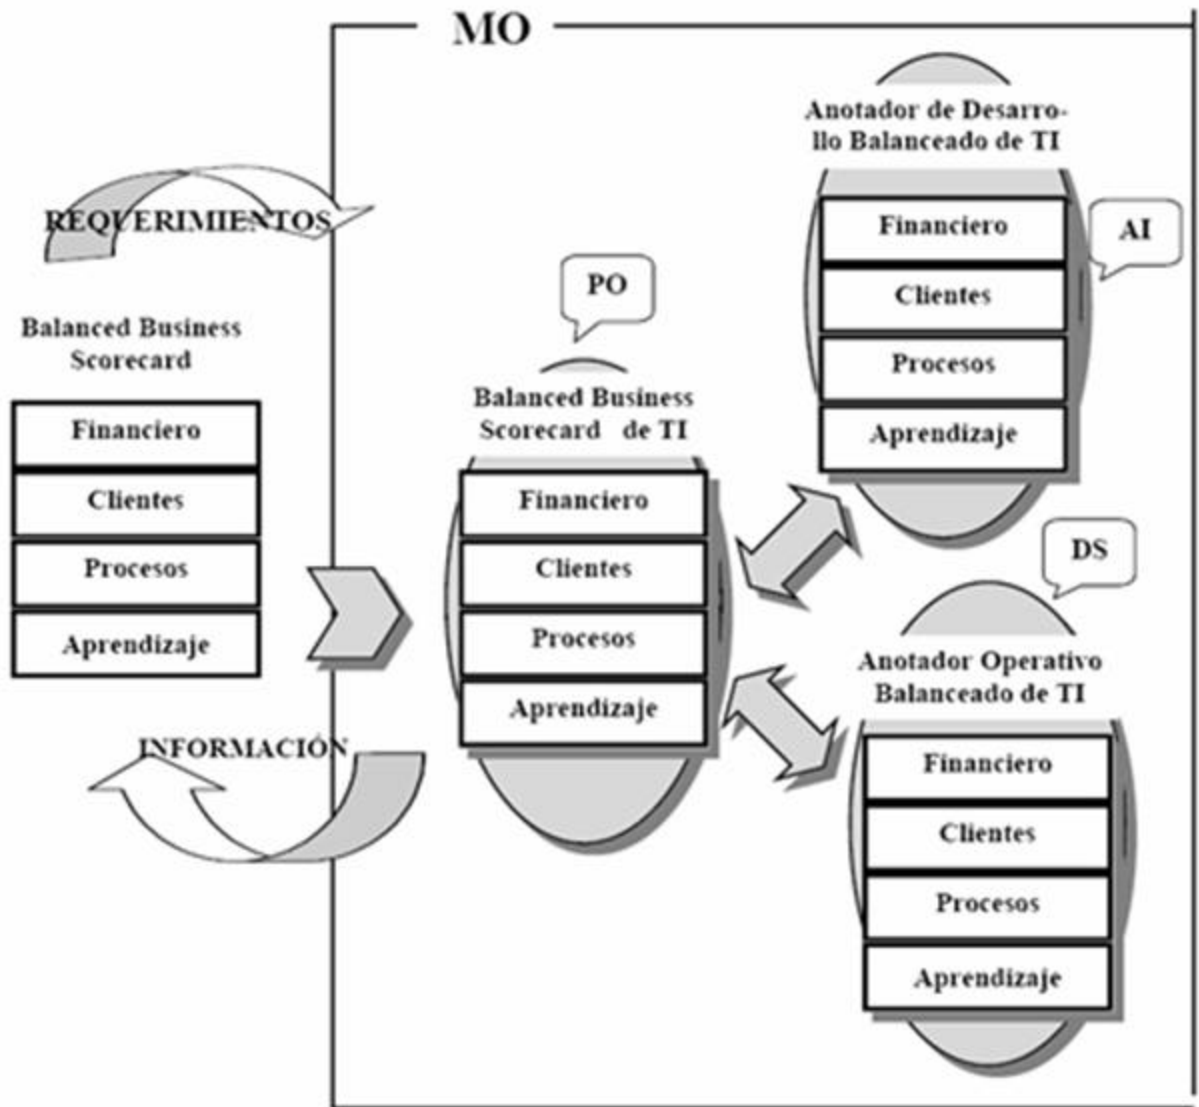 MO
REQUERIMIENTOS
Balanced Business
Scorecard
Financiero
Clientes
Procesos
Aprendizaje
INFORMACIÓN
PO
Balanced Business
Scorecard de TI
Financiero
Clientes
Procesos
Aprendizaje
Anotador de Desarro-
llo Balanceado de TI
AI
Financiero
Clientes
Procesos
Aprendizaje
DS
Anotador Operativo
Balanceado de TI
Financiero
Clientes
Procesos
Aprendizaje